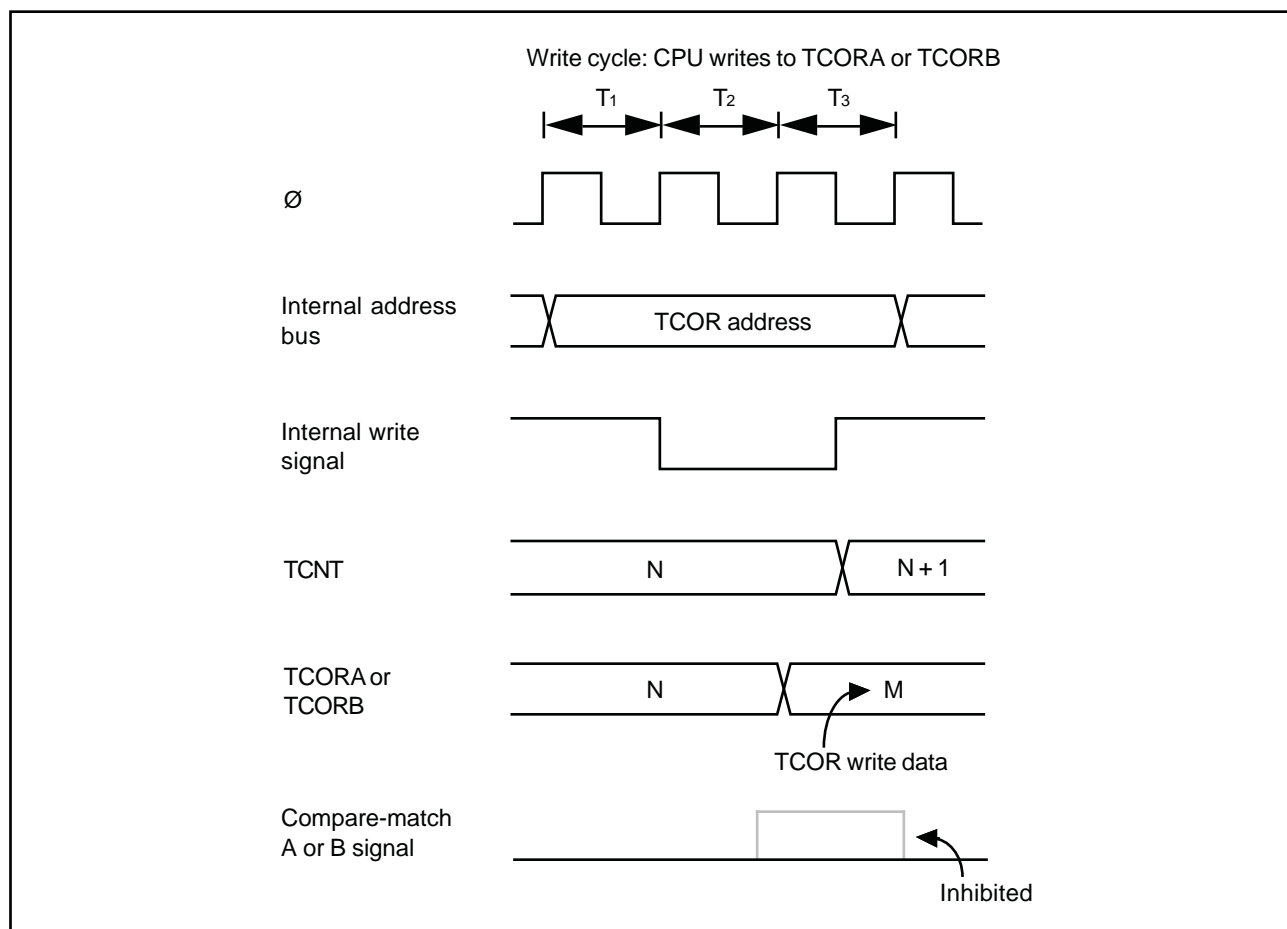 Write cycle: CPU writes to TCORA or TCORB
T1 T2 T3
Ø
Internal address
bus
TCOR address
Internal write
signal
TCNT
N
N + 1
TCORA or
TCORB
N
M
TCOR write data
Compare-match
A or B signal
Inhibited